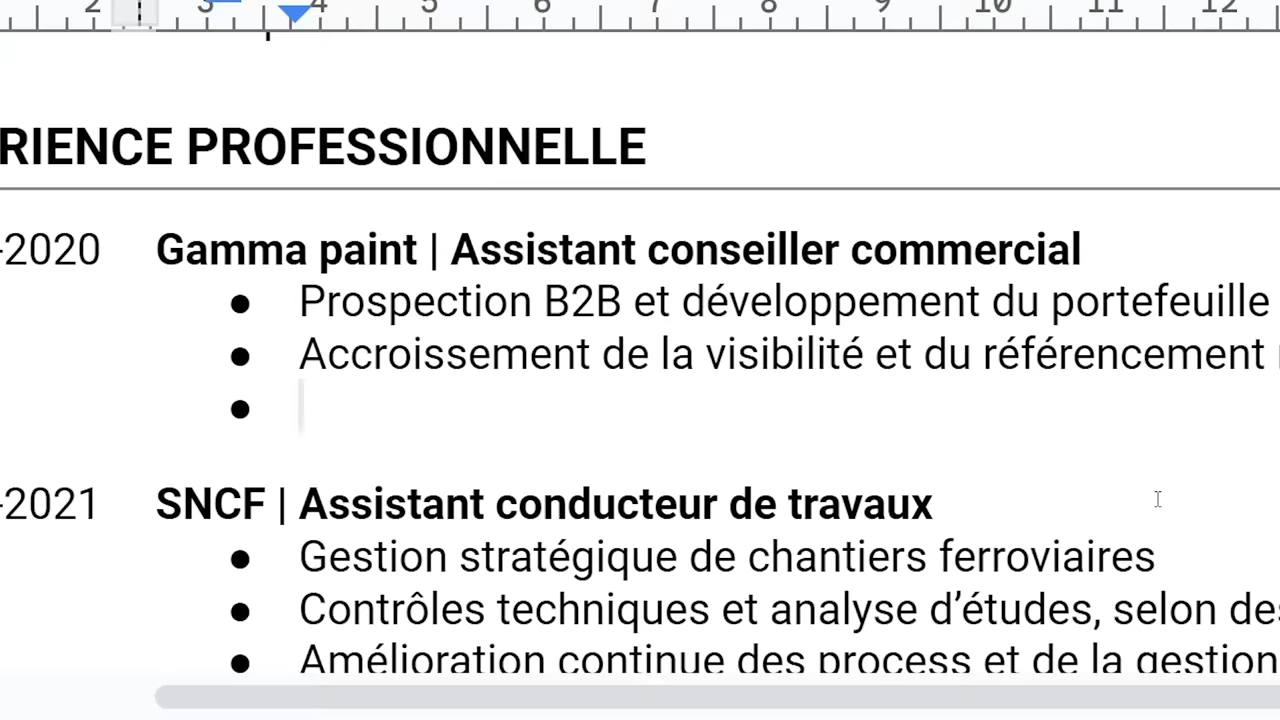 2 3 4 5 6 7 8 9 10 11 12
RIENCE PROFESSIONNELLE
-2020 Gamma paint | Assistant conseiller commercial
● Prospection B2B et développement du portefeuille
● Accroissement de la visibilité et du référencement
●
-2021 SNCF | Assistant conducteur de travaux
● Gestion stratégique de chantiers ferroviaires
● Contrôles techniques et analyse d’études, selon des
● Amélioration continue des process et de la gestion